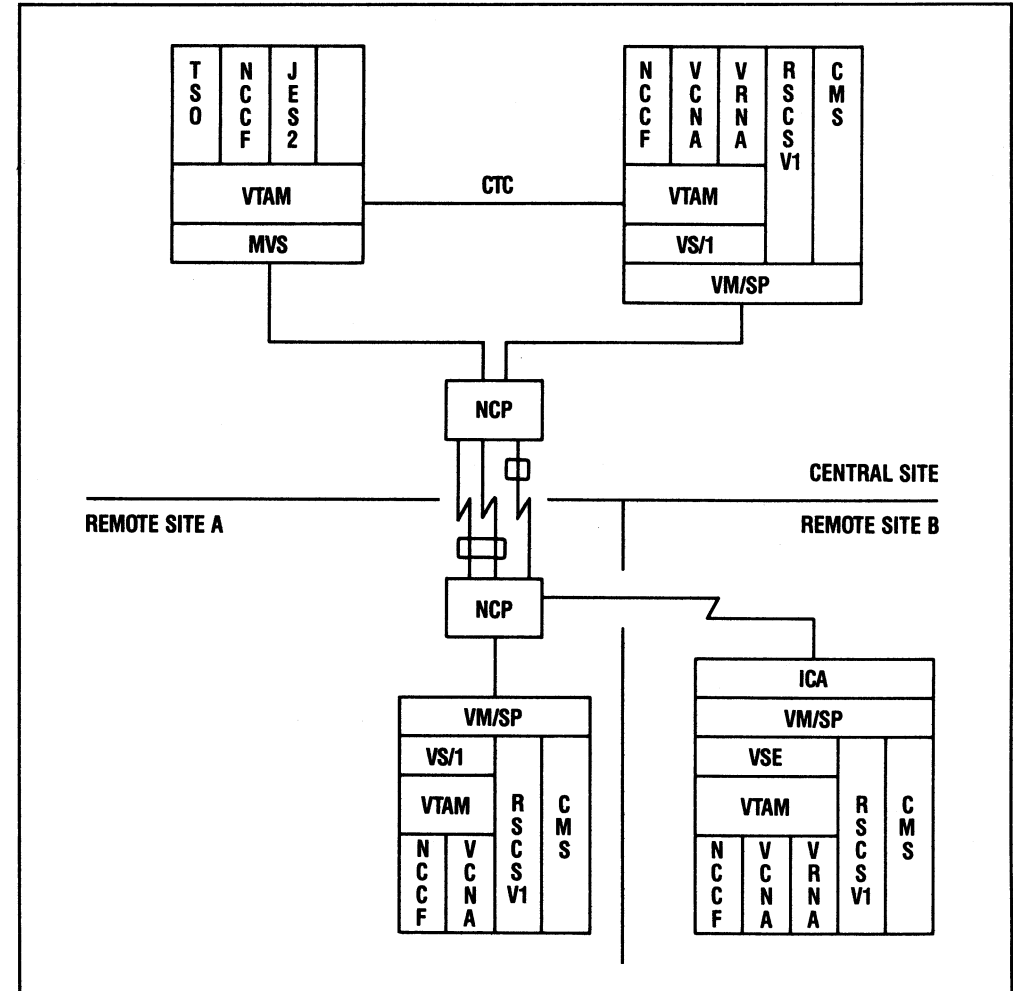 TSO
NCCF
JES2
VTAM
MVS
CTC
NCCF
VCNA
VRNA
RSCS V1
CMS
VTAM
VS/1
VM/SP
NCP
CENTRAL SITE
REMOTE SITE A
REMOTE SITE B
NCP
VM/SP
VS/1
VTAM
NCCF
VCNA
RSCS V1
CMS
ICA
VM/SP
VSE
VTAM
NCCF
VCNA
VRNA
RSCS V1
CMS